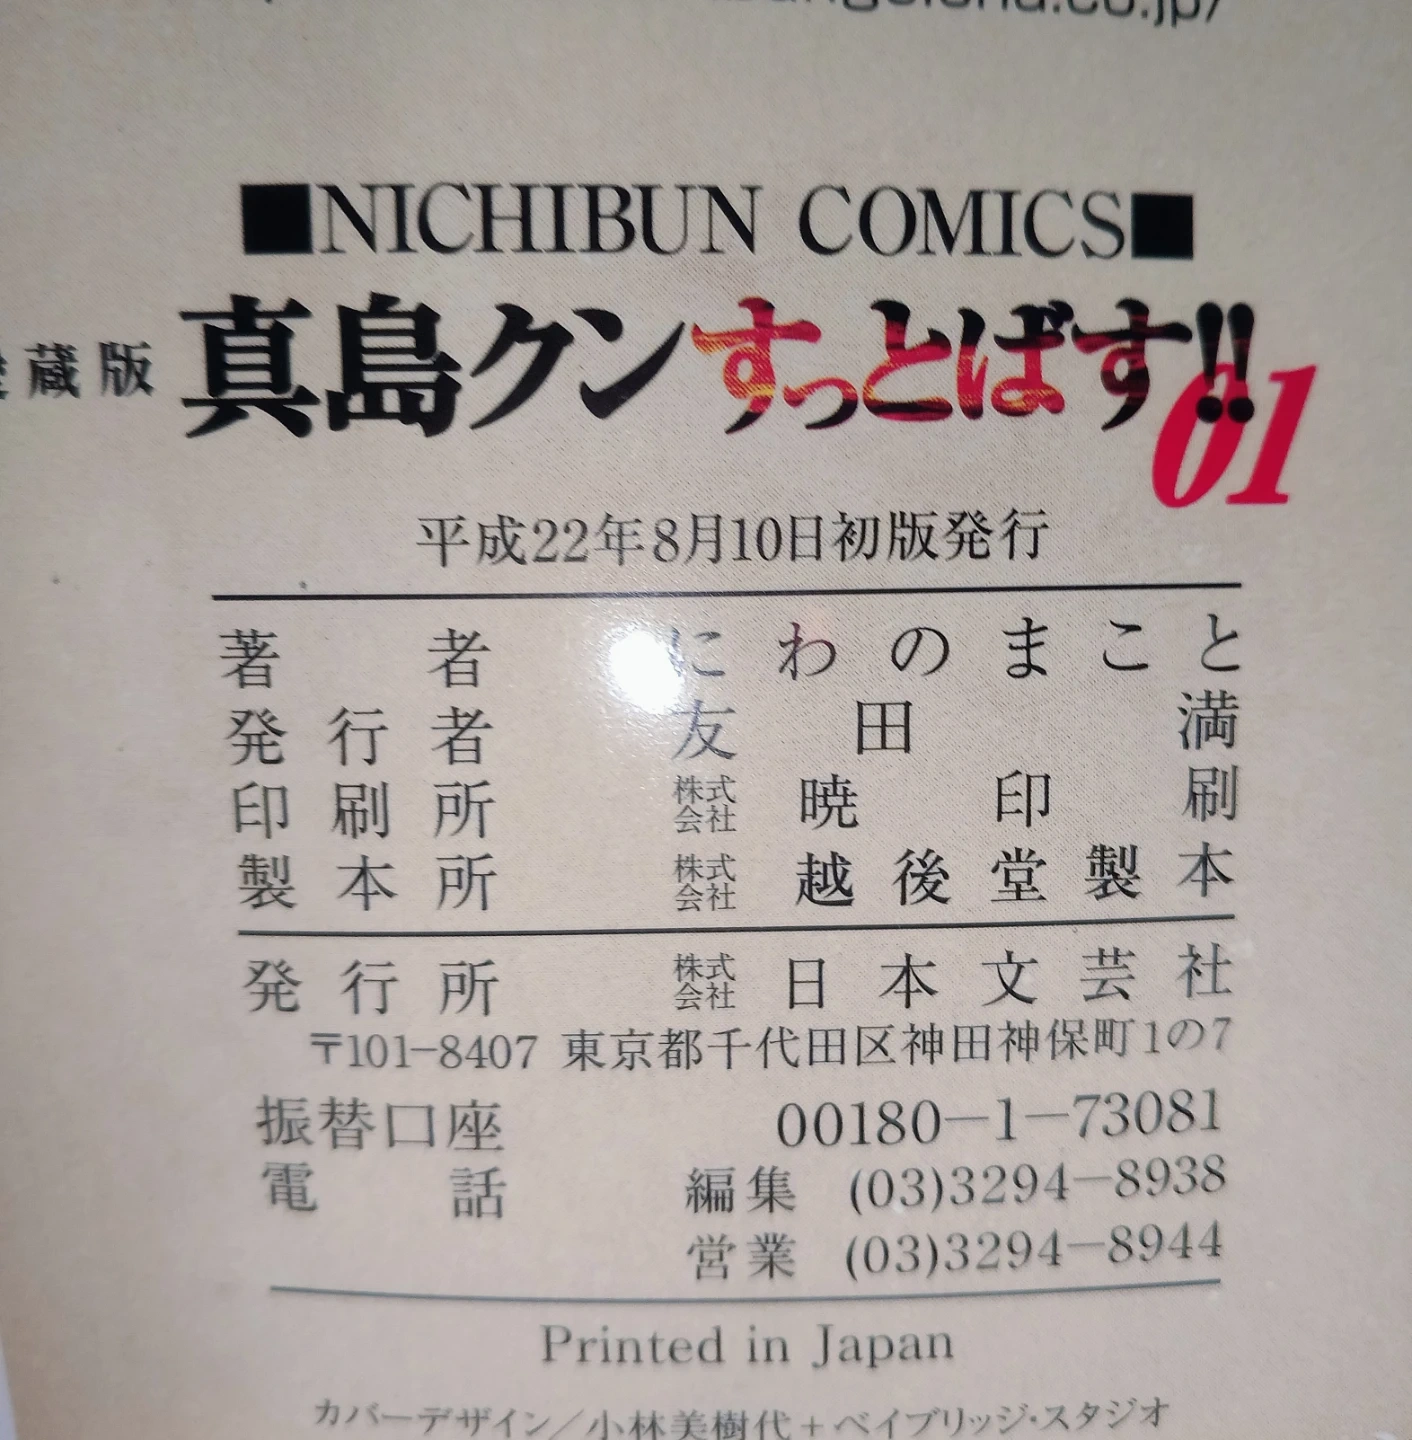 ■NICHIBUN COMICS■
蔵版 真島クンすっとばす!! 01
平成22年8月10日初版発行
著者 にわのまこと
発行者 友田満
印刷所 株式会社 暁印刷
製本所 株式会社 越後堂製本
発行所 株式会社 日本文芸社
〒101-8407 東京都千代田区神田神保町1の7
振替口座 00180-1-73081
電話 編集 (03)3294-8938
営業 (03)3294-8944
Printed in Japan
カバーデザイン/小林美樹代+ベイブリッジ・スタジオ